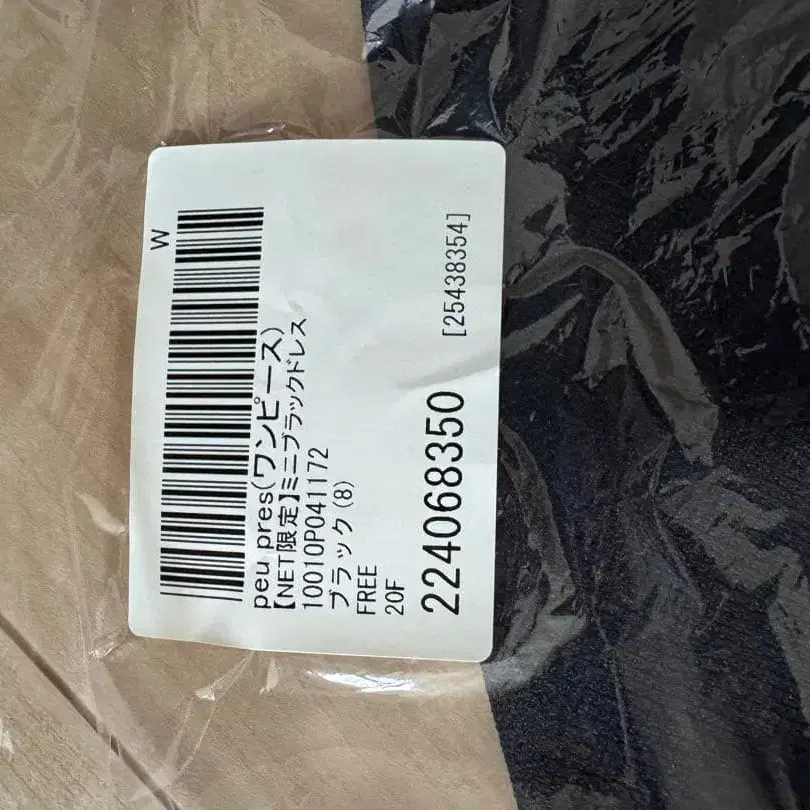 W
peu pres(ワンピース)
【NET限定】ミニブラックドレス
10010P041172
ブラック(8)
FREE
20F
224068350
[25438354]